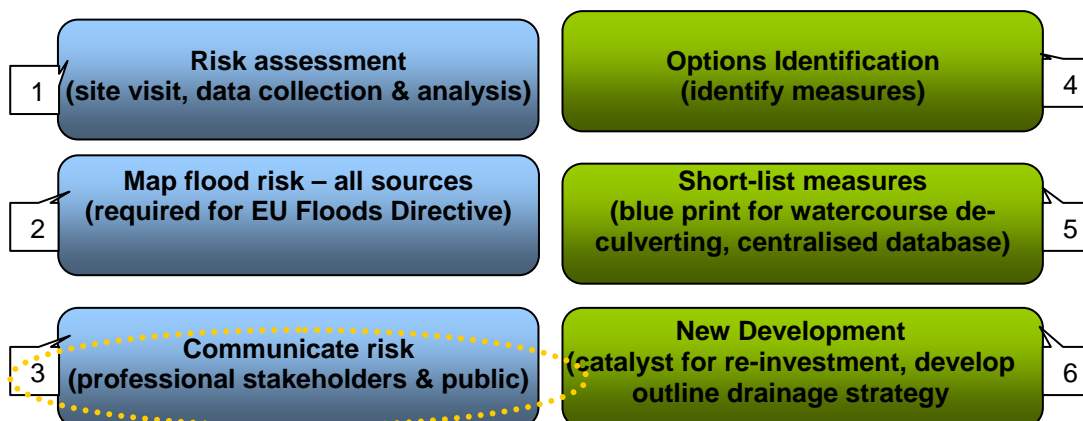 1
Risk assessment
(site visit, data collection & analysis)
2
Map flood risk – all sources
(required for EU Floods Directive)
3
Communicate risk
(professional stakeholders & public)
Options Identification
(identify measures)
4
Short-list measures
(blue print for watercourse de-
culverting, centralised database)
5
New Development
(catalyst for re-investment, develop
outline drainage strategy
6